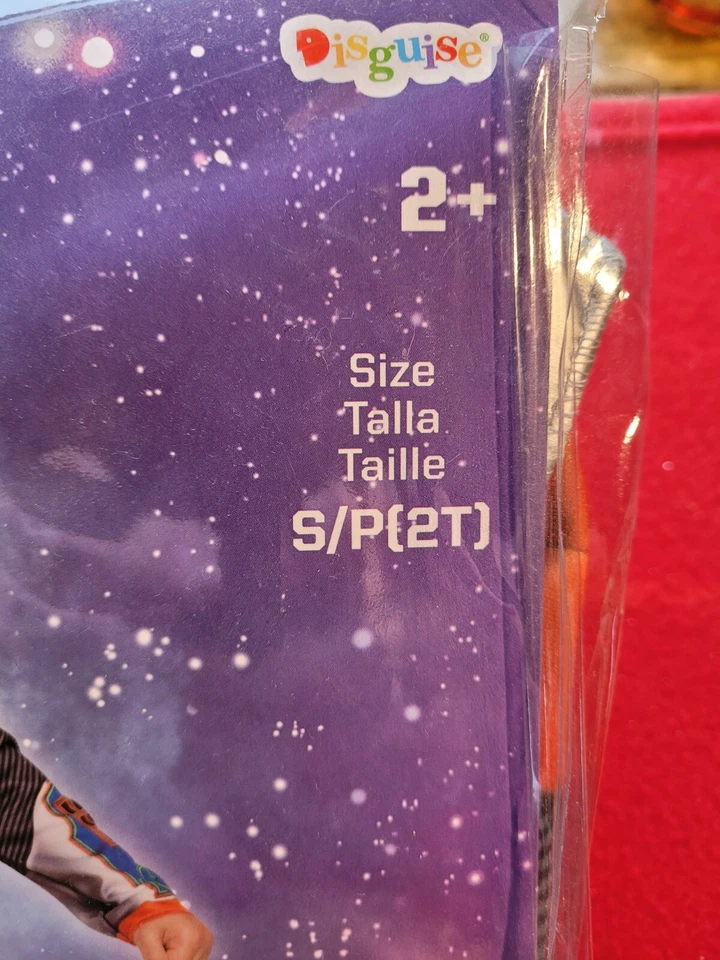 Disguise®
2+
Size
Talla
Taille
S/P(2T)